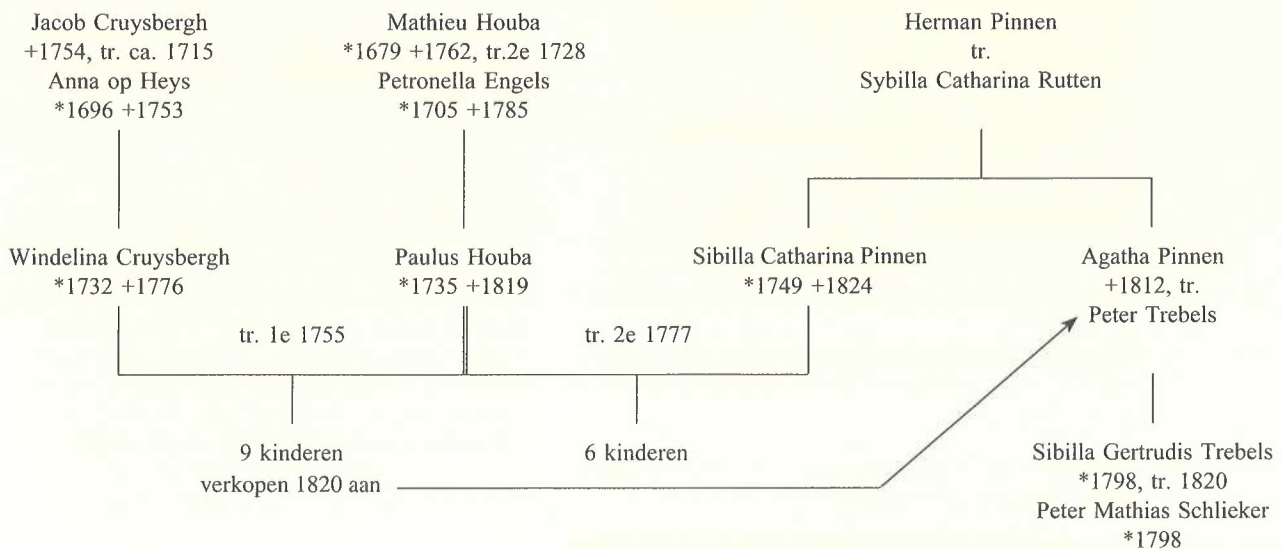 Jacob Cruysbergh
+1754, tr. ca. 1715
Anna op Heys
*1696 +1753
Mathieu Houba
*1679 +1762, tr.2e 1728
Petronella Engels
*1705 +1785
Herman Pinnen
tr.
Sybilla Catharina Rutten
Windelina Cruysbergh
*1732 +1776
Paulus Houba
*1735 +1819
Sibilla Catharina Pinnen
*1749 +1824
Agatha Pinnen
+1812, tr.
Peter Trebels
tr. 1e 1755
tr. 2e 1777
9 kinderen
verkopen 1820 aan
6 kinderen
Sibilla Gertrudis Trebels
*1798, tr. 1820
Peter Mathias Schlieker
*1798